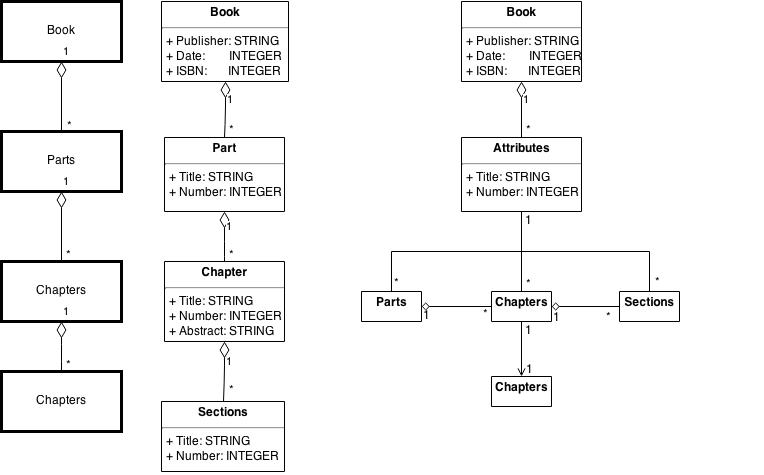 Book
1
*
Parts
1
*
Chapters
1
*
Chapters
Book
+ Publisher: STRING
+ Date: INTEGER
+ ISBN: INTEGER
1
*
Part
+ Title: STRING
+ Number: INTEGER
1
*
Chapter
+ Title: STRING
+ Number: INTEGER
+ Abstract: STRING
1
*
Sections
+ Title: STRING
+ Number: INTEGER
Book
+ Publisher: STRING
+ Date: INTEGER
+ ISBN: INTEGER
1
*
Attributes
+ Title: STRING
+ Number: INTEGER
1
* * *
Parts 1 * Chapters 1 * Sections
1
1
Chapters